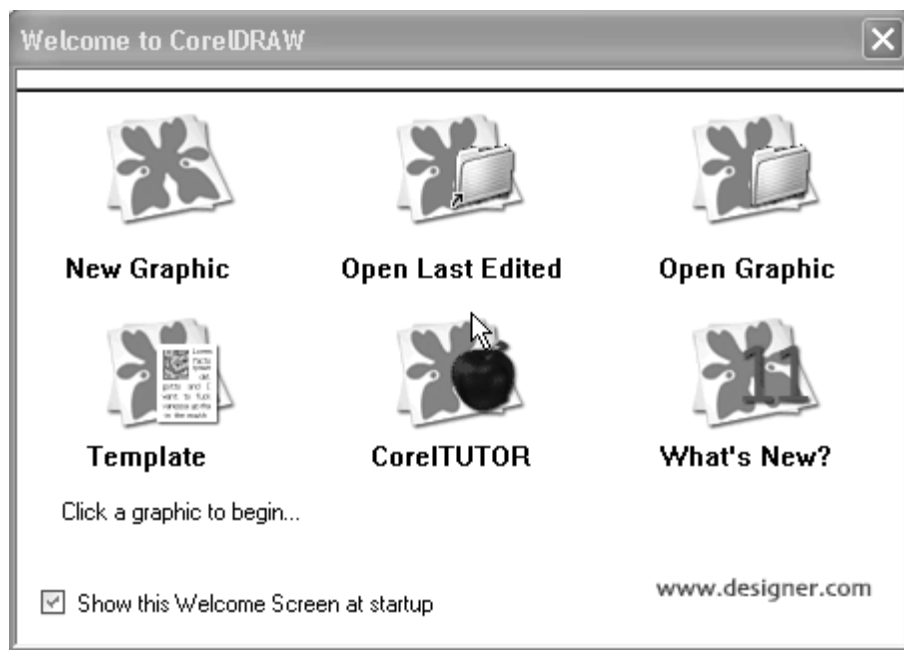 Welcome to CorelDRAW
New Graphic Open Last Edited Open Graphic
11
Template CorelTUTOR What's New?
Click a graphic to begin...
Show this Welcome Screen at startup
www.designer.com